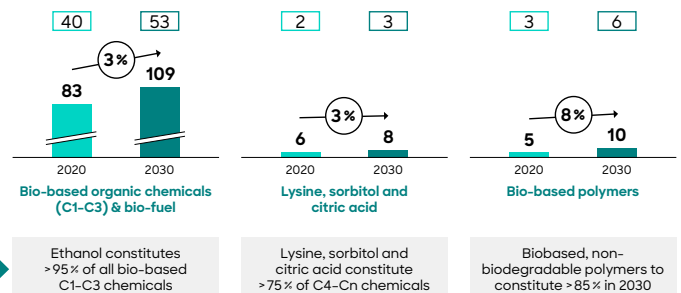 40 53 2 3 3 6
3%
83 109
3%
6 8
8%
5 10
2020 2030 2020 2030 2020 2030
Bio-based organic chemicals
(C1-C3) & bio-fuel
Lysine, sorbitol and
citric acid
Bio-based polymers
Ethanol constitutes
>95% of all bio-based
C1-C3 chemicals
Lysine, sorbitol and
citric acid constitute
>75% of C4-Cn chemicals
Biobased, non-
biodegradable polymers to
constitute >85% in 2030